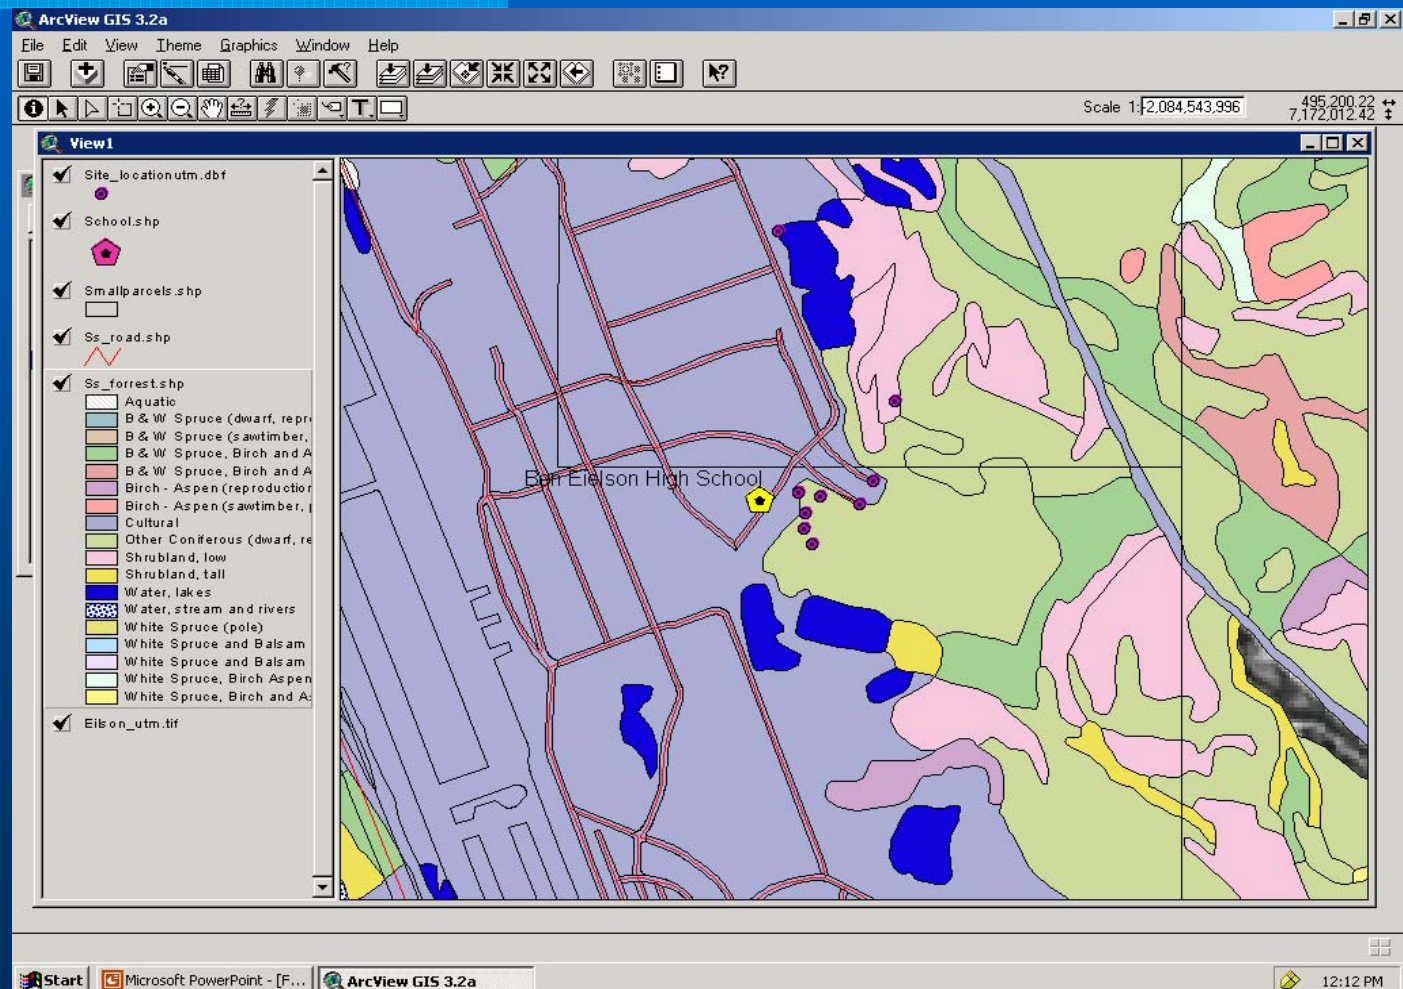 ArcView GIS 3.2a
File Edit View Theme Graphics Window Help
Scale 1: -2,084,543,996
495,200.22
7,172,012.42
View1
Site_locationutm.dbf
School.shp
Smallparcels.shp
Ss_road.shp
Ss_forrest.shp
Aquatic
B & W Spruce (dwarf, repr
B & W Spruce (sawtimber,
B & W Spruce, Birch and A
B & W Spruce, Birch and A
Birch - Aspen (reproduction
Birch - Aspen (sawtimber,
Cultural
Other Coniferous (dwarf, re
Shrubland, low
Shrubland, tall
Water, lakes
Water, stream and rivers
White Spruce (pole)
White Spruce and Balsam
White Spruce and Balsam
White Spruce, Birch Aspen
White Spruce, Birch and A
Eilson_utm.tif
Ben Eielson High School
Start Microsoft PowerPoint - [F... ArcView GIS 3.2a 12:12 PM